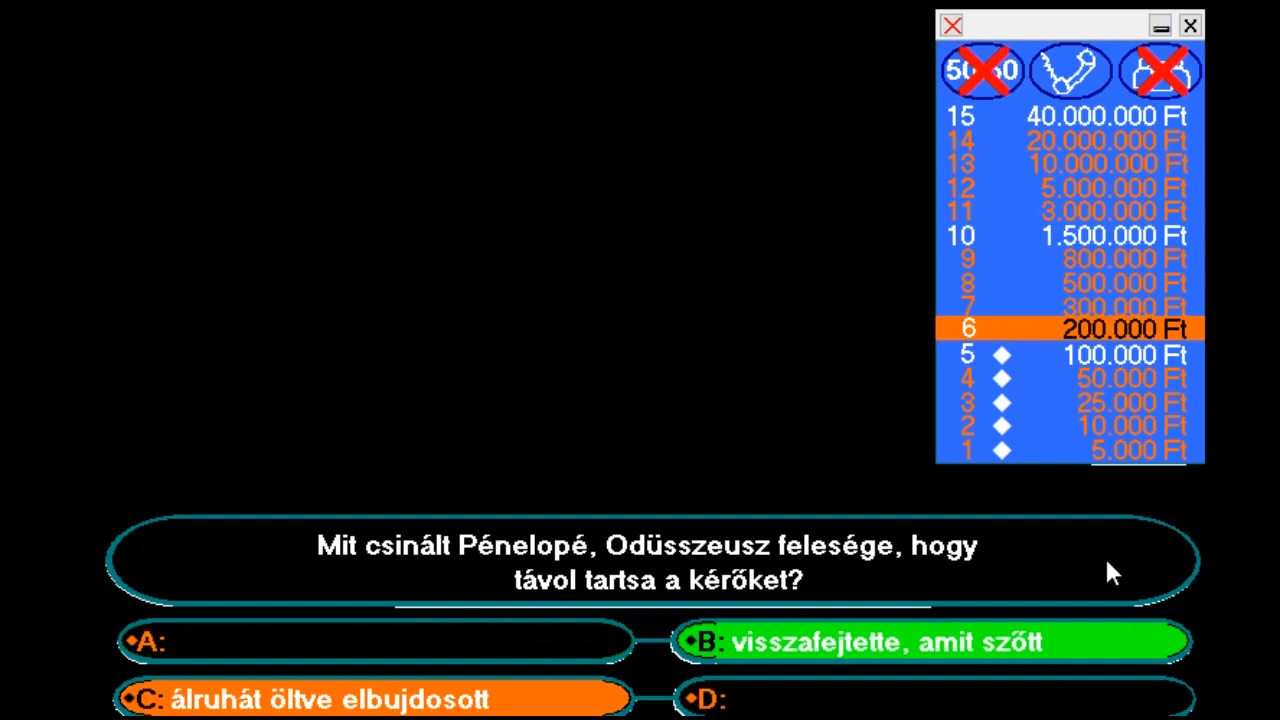 50:50
15 40.000.000 Ft
14 20.000.000 Ft
13 10.000.000 Ft
12 5.000.000 Ft
11 3.000.000 Ft
10 1.500.000 Ft
9 800.000 Ft
8 500.000 Ft
7 300.000 Ft
6 200.000 Ft
5 100.000 Ft
4 50.000 Ft
3 25.000 Ft
2 10.000 Ft
1 5.000 Ft
Mit csinált Pénelopé, Odüsszeusz felesége, hogy
távol tartsa a kérőket?
A:
B: visszafejtette, amit szőtt
C: álruhát öltve elbujdosott
D: